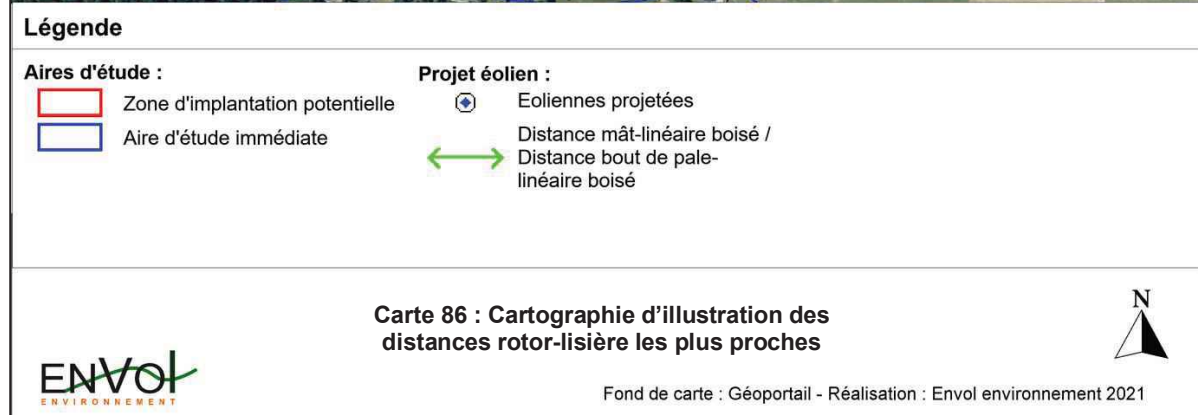 Légende
Aires d'étude :
Zone d'implantation potentielle
Aire d'étude immédiate
Projet éolien :
Eoliennes projetées
Distance mât-linéaire boisé /
Distance bout de pale-
linéaire boisé
Carte 86 : Cartographie d'illustration des
distances rotor-lisière les plus proches
N
ENVOl
ENVIRONNEMENT
Fond de carte : Géoportail - Réalisation : Envol environnement 2021